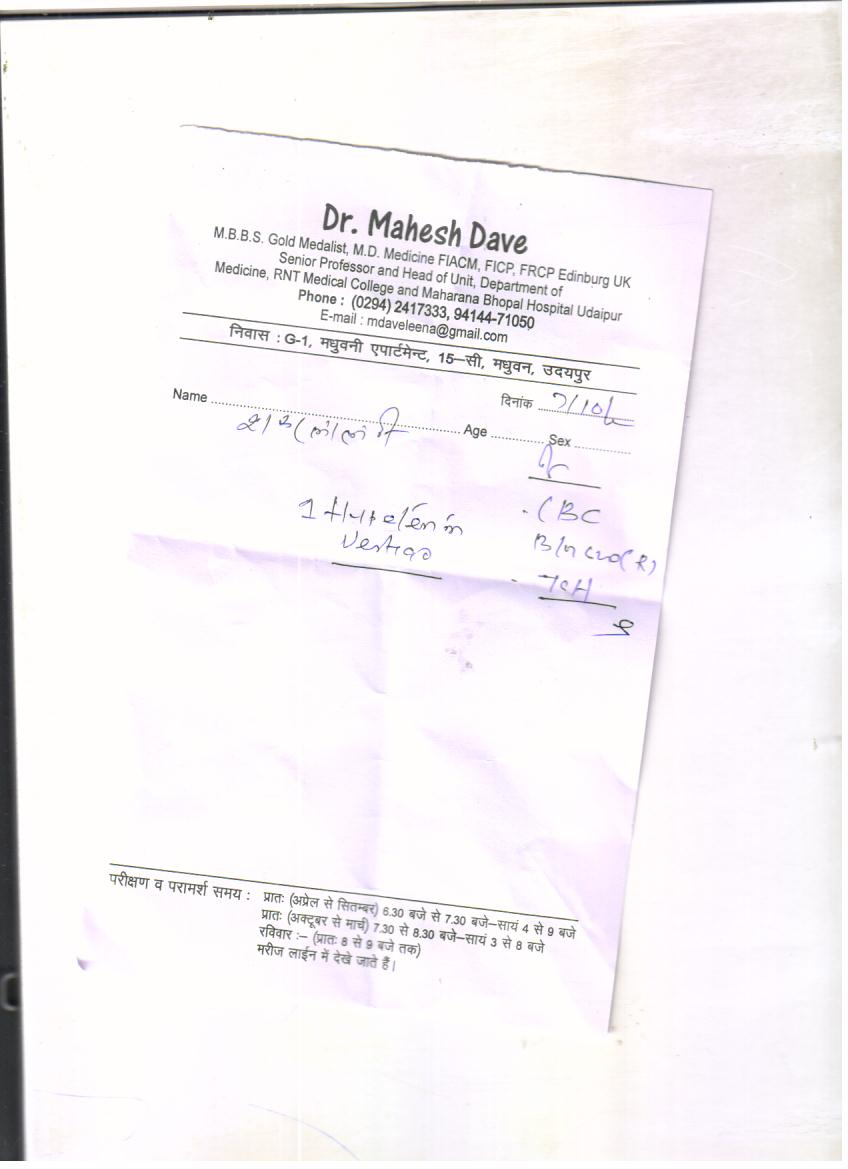 Dr. Mahesh Dave
M.B.B.S. Gold Medalist, M.D. Medicine FIACM, FICP, FRCP Edinburg UK
Senior Professor and Head of Unit, Department of
Medicine, RNT Medical College and Maharana Bhopal Hospital Udaipur
Phone : (0294) 2417333, 94144-71050
E-mail : mdaveleena@gmail.com
निवास : G-1, मधुवनी एपार्टमेन्ट, 15–सी, मधुवन, उदयपुर
दिनांक 7/10/
Name Age Sex
CBC
Vertigo
परीक्षण व परामर्श समय : प्रातः (अप्रेल से सितम्बर) 6.30 बजे से 7.30 बजे–सायं 4 से 9 बजे
प्रातः (अक्टूबर से मार्च) 7.30 से 8.30 बजे–सायं 3 से 8 बजे
रविवार :– (प्रातः 8 से 9 बजे तक)
मरीज लाईन में देखे जाते हैं।